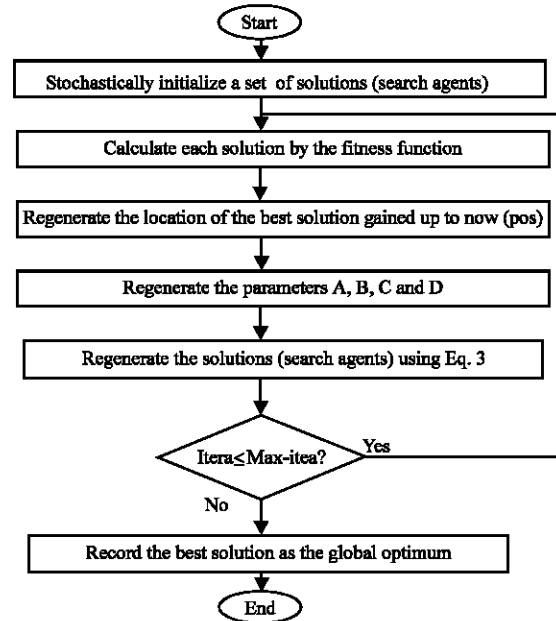 Start
Stochastically initialize a set of solutions (search agents)
Calculate each solution by the fitness function
Regenerate the location of the best solution gained up to now (pos)
Regenerate the parameters A, B, C and D
Regenerate the solutions (search agents) using Eq. 3
Itera≤Max-itea?
Yes
No
Record the best solution as the global optimum
End